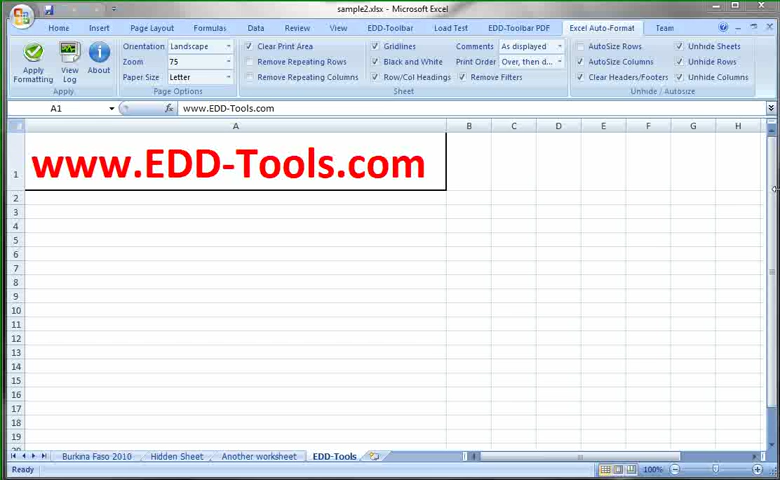 sample2.xlsx - Microsoft Excel
Home Insert Page Layout Formulas Data Review View EDD-Toolbar Load Test EDD-Toolbar PDF Excel Auto-Format Team
Apply Formatting
View Log
About
Apply
Orientation Landscape
Zoom 75
Paper Size Letter
Page Options
Clear Print Area
Remove Repeating Rows
Remove Repeating Columns
Gridlines
Black and White
Row/Col Headings
Comments As displayed
Print Order Over, then d...
Remove Filters
Sheet
AutoSize Rows
AutoSize Columns
Clear Headers/Footers
Unhide Sheets
Unhide Rows
Unhide Columns
Unhide / Autosize
A1 fx www.EDD-Tools.com
A B C D E F G H
1 www.EDD-Tools.com
2
3
4
5
6
7
8
9
10
11
12
13
14
15
16
17
18
19
20
Burkina Faso 2010 Hidden Sheet Another worksheet EDD-Tools
Ready 100%